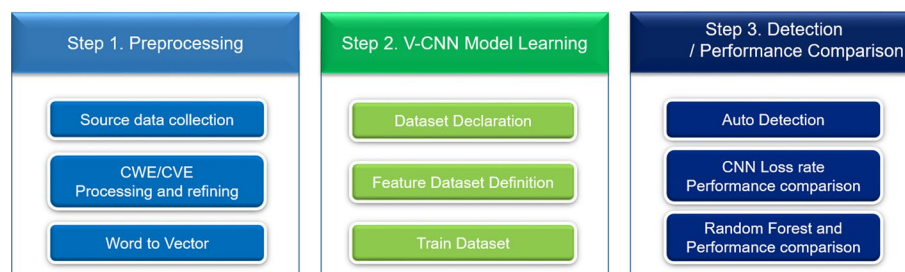 Step 1. Preprocessing
Source data collection
CWE/CVE
Processing and refining
Word to Vector
Step 2. V-CNN Model Learning
Dataset Declaration
Feature Dataset Definition
Train Dataset
Step 3. Detection
/ Performance Comparison
Auto Detection
CNN Loss rate
Performance comparison
Random Forest and
Performance comparison